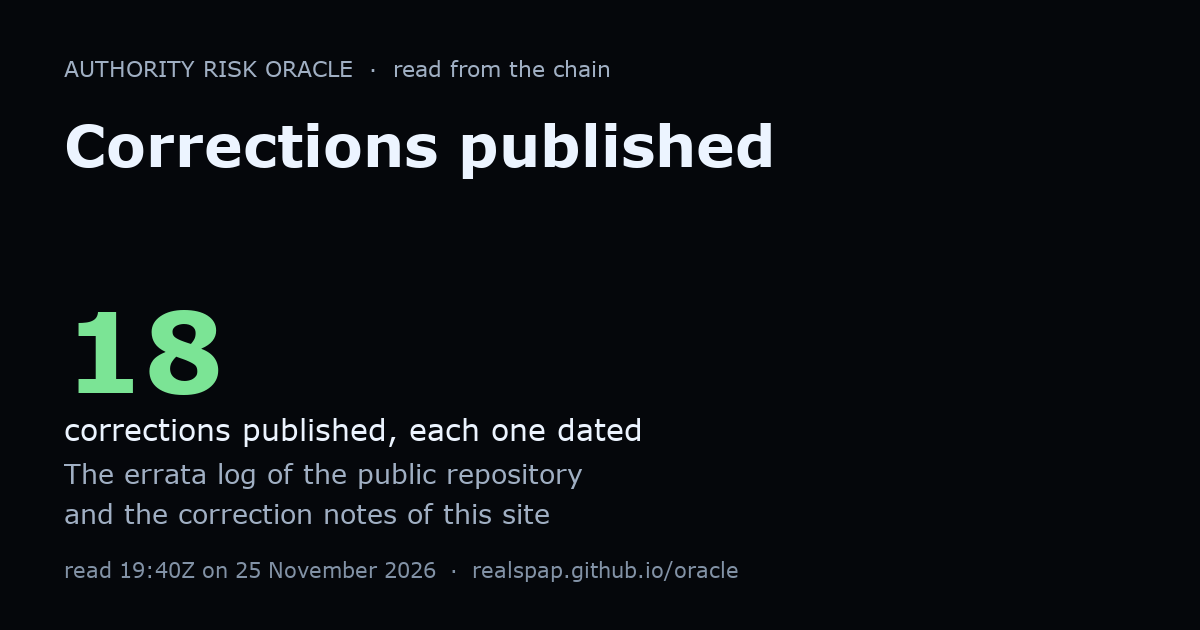 AUTHORITY RISK ORACLE · read from the chain
Corrections published
18
corrections published, each one dated
The errata log of the public repository
and the correction notes of this site
read 19:40Z on 25 November 2026 · realspap.github.io/oracle